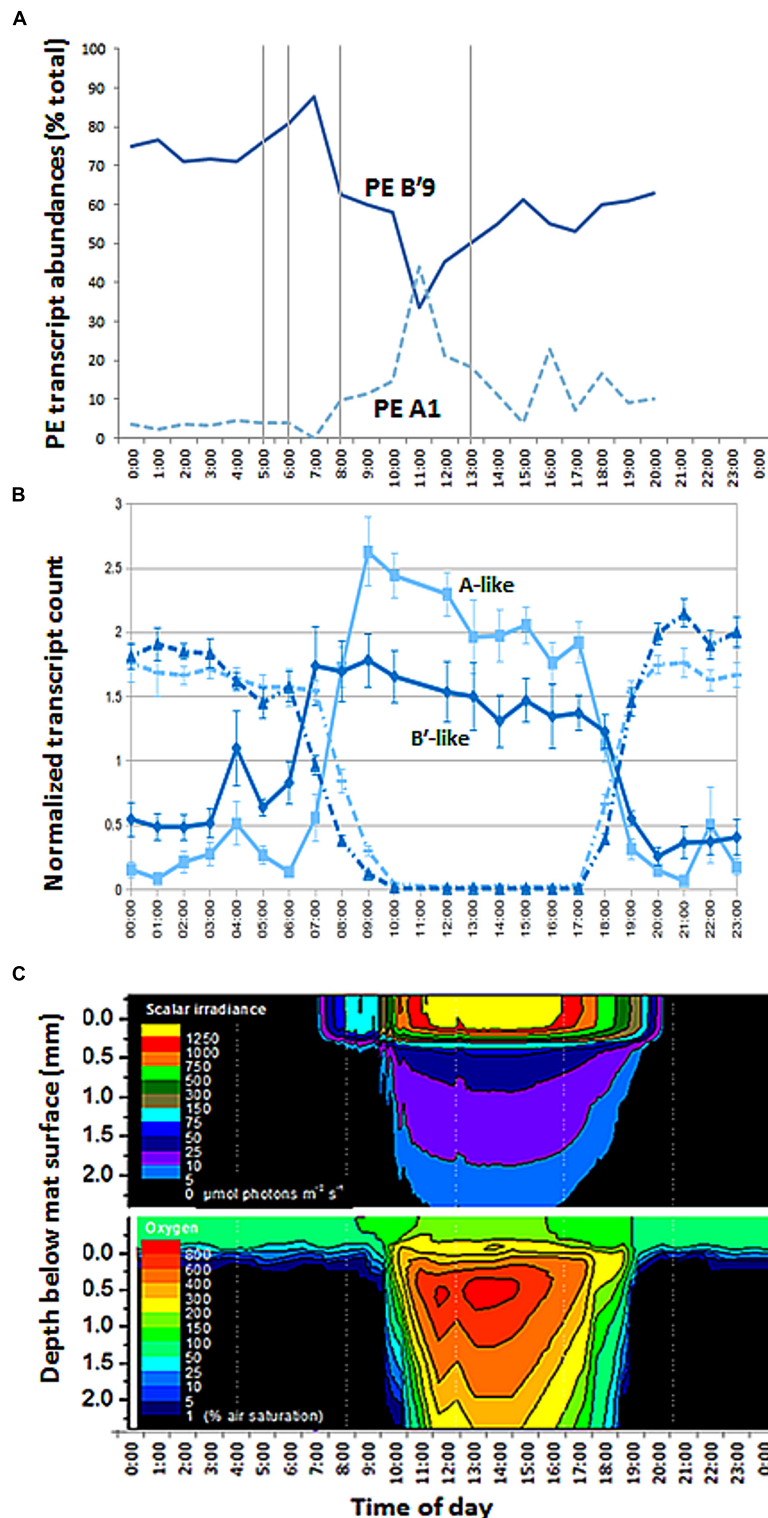 A
PE transcript abundances (% total)
100
90
80
70
60
50
40
30
20
10
0
PE B′9
PE A1
0:00 1:00 2:00 3:00 4:00 5:00 6:00 7:00 8:00 9:00 10:00 11:00 12:00 13:00 14:00 15:00 16:00 17:00 18:00 19:00 20:00 21:00 22:00 23:00 0:00
B
Normalized transcript count
3
2.5
2
1.5
1
0.5
0
A-like
B′-like
00:00 01:00 02:00 03:00 04:00 05:00 06:00 07:00 08:00 09:00 10:00 11:00 12:00 13:00 14:00 15:00 16:00 17:00 18:00 19:00 20:00 21:00 22:00 23:00
C
Depth below mat surface (mm)
Scalar irradiance
1250
1000
750
500
300
150
75
50
25
10
5
0 µmol photons m⁻² s⁻¹
0.0
0.5
1.0
1.5
2.0
Oxygen
800
600
400
300
200
150
100
50
25
10
5
1 (% air saturation)
0.0
0.5
1.0
1.5
2.0
0:00 1:00 2:00 3:00 4:00 5:00 6:00 7:00 8:00 9:00 10:00 11:00 12:00 13:00 14:00 15:00 16:00 17:00 18:00 19:00 20:00 21:00 22:00 23:00 0:00
Time of day